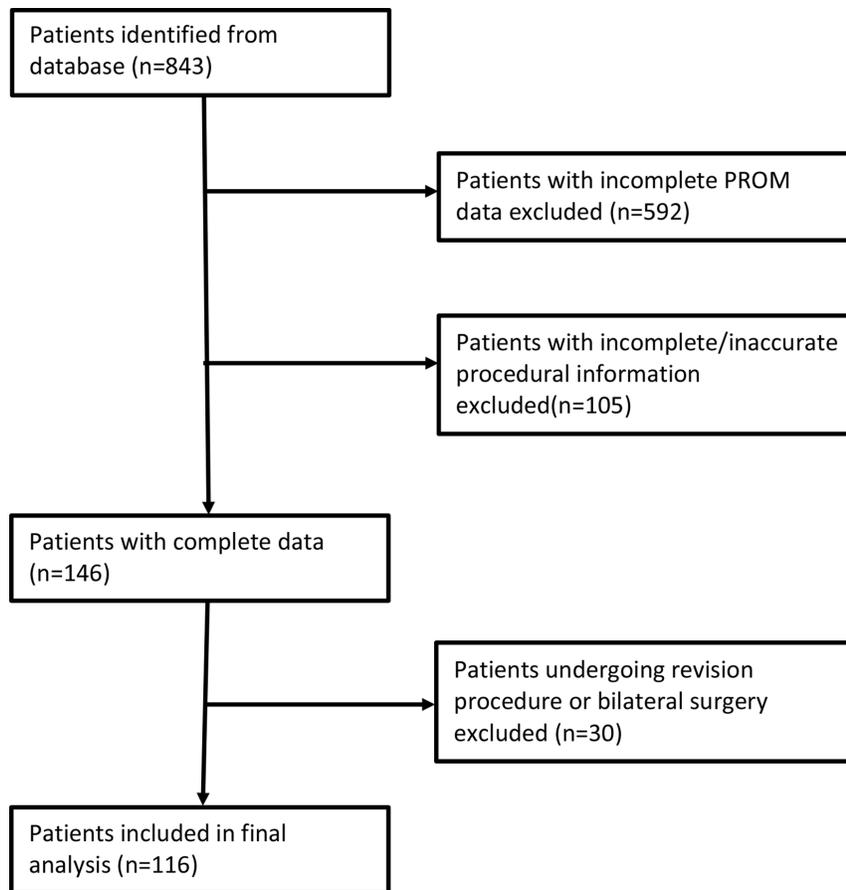 Patients identified from
database (n=843)
Patients with incomplete PROM
data excluded (n=592)
Patients with incomplete/inaccurate
procedural information
excluded(n=105)
Patients with complete data
(n=146)
Patients undergoing revision
procedure or bilateral surgery
excluded (n=30)
Patients included in final
analysis (n=116)